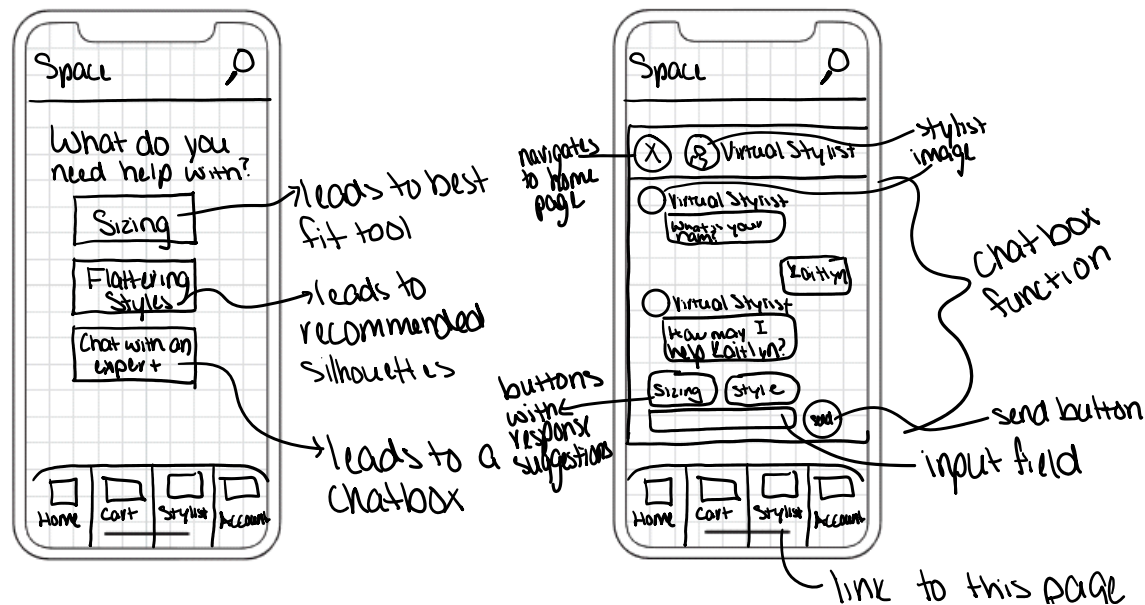 Space
What do you
need help with?
Sizing
leads to best
fit tool
Flattering
Styles
leads to
recommended
silhouettes
Chat with an
expert
leads to a
chatbox
Home
Cart
Stylist
Account
Space
navigates
to home
page
X
Virtual Stylist
stylist
image
Virtual Stylist
What is your
name
Kaitlyn
Virtual Stylist
How may I
help Kaitlyn?
chatbox
function
buttons
with
response
suggestions
Sizing
Style
send
send button
input field
Home
Cart
Stylist
Account
link to this page